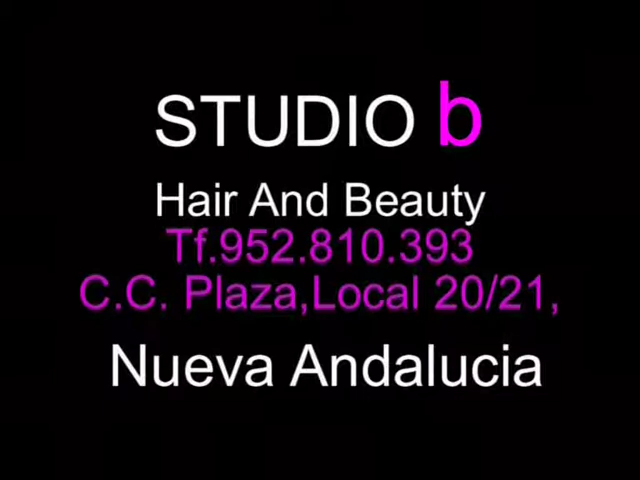 STUDIO b
Hair And Beauty
Tf.952.810.393
C.C. Plaza,Local 20/21,
Nueva Andalucia